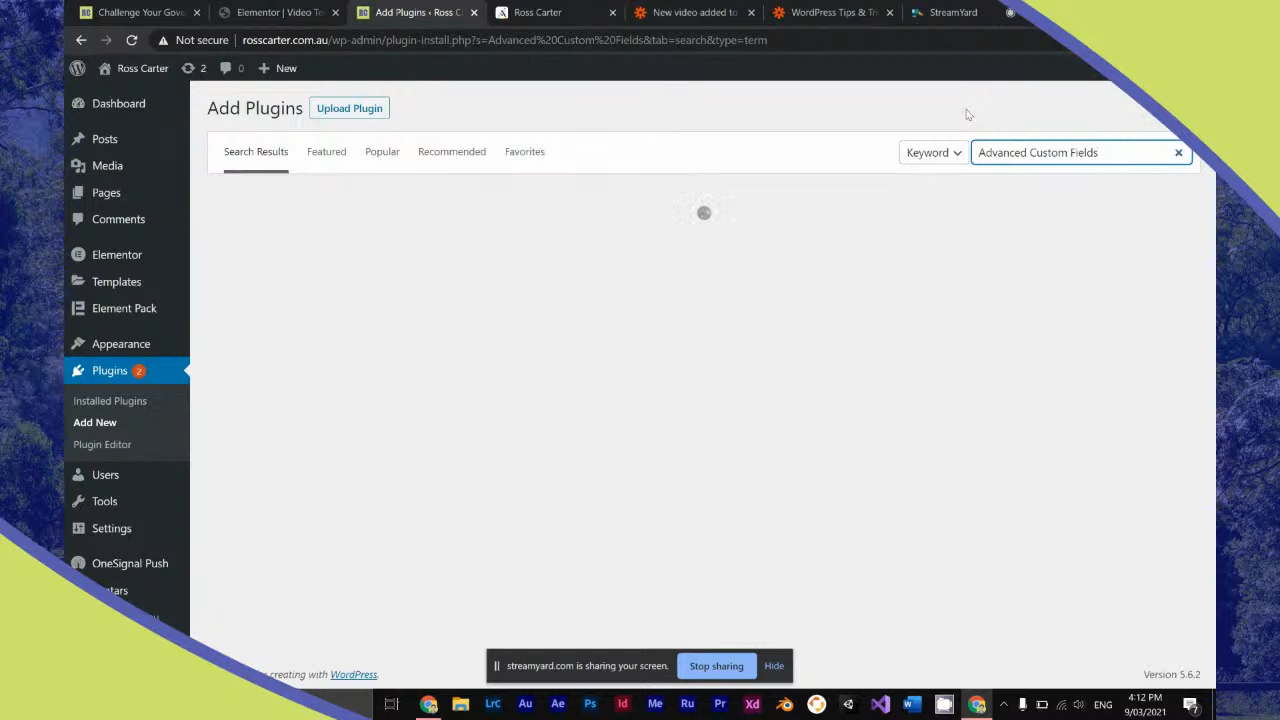 Challenge Your Gove
Elementor | Video Te
Add Plugins ‹ Ross C
Ross Carter
New video added to
WordPress Tips & Tri
StreamYard
Not secure
rosscarter.com.au/wp-admin/plugin-install.php?s=Advanced%20Custom%20Fields&tab=search&type=term
Ross Carter
2
0
New
Dashboard
Posts
Media
Pages
Comments
Elementor
Templates
Element Pack
Appearance
Plugins 2
Installed Plugins
Add New
Plugin Editor
Users
Tools
Settings
OneSignal Push
Add Plugins
Upload Plugin
Search Results
Featured
Popular
Recommended
Favorites
Keyword
Advanced Custom Fields
creating with WordPress.
Version 5.6.2
streamyard.com is sharing your screen.
Stop sharing
Hide
Lrc
Au
Ae
Ps
Id
Me
Ru
Pr
Xd
ENG
4:12 PM
9/03/2021
7